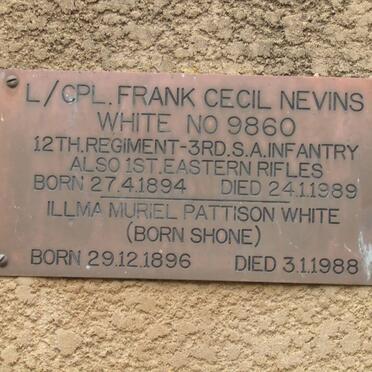 L/CPL. FRANK CECIL NEVINS
WHITE NO 9860
12TH.REGIMENT-3RD.S.A.INFANTRY
ALSO 1ST.EASTERN RIFLES
BORN 27.4.1894 DIED 24.1.1989
ILLMA MURIEL PATTISON WHITE
(BORN SHONE)
BORN 29.12.1896 DIED 3.1.1988